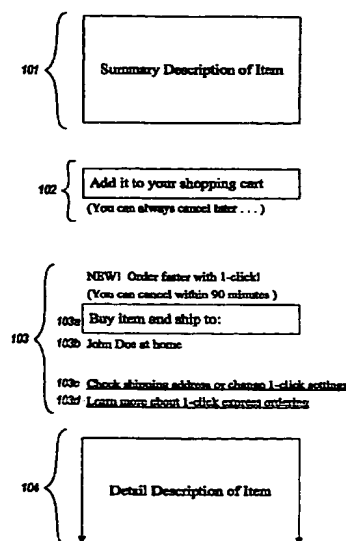 101 Summary Description of Item
102 Add it to your shopping cart
(You can always cancel later . . .)
NEW! Order faster with 1-click!
(You can cancel within 90 minutes)
103 103a Buy item and ship to:
103b John Doe at home
103c Check shipping address or change 1-click settings
103d Learn more about 1-click express ordering
104 Detail Description of Item